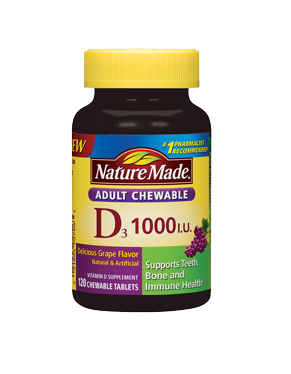 NEW
#1 PHARMACIST
RECOMMENDED
Nature Made.
ADULT CHEWABLE
D3 1000 I.U.
Delicious Grape Flavor
Natural & Artificial
VITAMIN D SUPPLEMENT
120 CHEWABLE TABLETS
Supports Teeth,
Bone and
Immune Health†